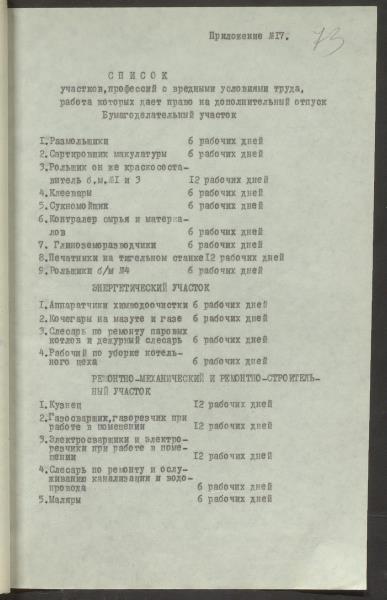 Приложение №17.
73
С П И С О К
участков, профессий с вредными условиями труда,
работа которых дает право на дополнительный отпуск
Бумагоделательный участок
1. Размольщики 6 рабочих дней
2. Сартировщик макулатуры 6 рабочих дней
3. Рольщик он же краскососта-
витель б.м.№1 и 3 12 рабочих дней
4. Клеевары 6 рабочих дней
5. Сукномойщик 6 рабочих дней
6. Контралер сырья и материа-
лов 6 рабочих дней
7. Глиноземоразводчики 6 рабочих дней
8. Печатники на тигельном станке 12 рабочих дней
9. Рольщики б/м №4 6 рабочих дней
ЭНЕРГЕТИЧЕСКИЙ УЧАСТОК
1. Аппаратчики химводоочистки 6 рабочих дней
2. Кочегары на мазуте и газе 6 рабочих дней
3. Слесарь по ремонту паровых
котлов и дежурный слесарь 6 рабочих дней
4. Рабочий по уборке котель-
ного цеха 6 рабочих дней
РЕМОНТНО-МЕХАНИЧЕСКИЙ И РЕМОНТНО-СТРОИТЕЛЬ-
НЫЙ УЧАСТОК
1. Кузнец 12 рабочих дней
2. Газосварщик, газорезчик при
работе в помещении 12 рабочих дней
3. Электросварщики и электро-
резчики при работе в поме-
щении 12 рабочих дней
4. Слесарь по ремонту иослу-
живанию канализации и водо-
провода 6 рабочих дней
5. Маляры 6 рабочих дней